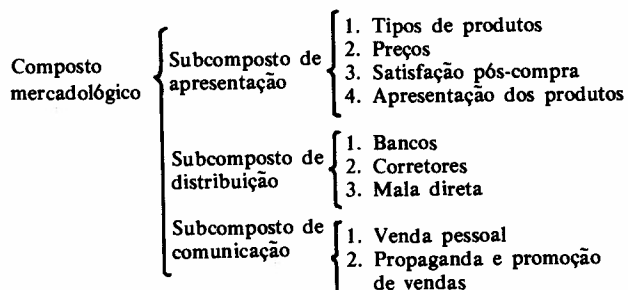 Composto
mercadológico
Subcomposto de
apresentação
1. Tipos de produtos
2. Preços
3. Satisfação pós-compra
4. Apresentação dos produtos
Subcomposto de
distribuição
1. Bancos
2. Corretores
3. Mala direta
Subcomposto de
comunicação
1. Venda pessoal
2. Propaganda e promoção
de vendas